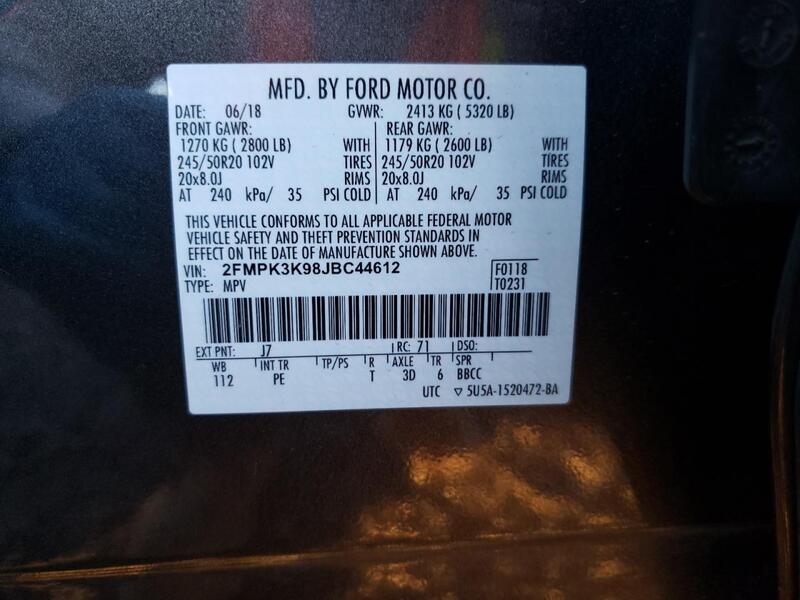 MFD. BY FORD MOTOR CO.
DATE: 06/18 GVWR: 2413 KG ( 5320 LB)
FRONT GAWR: REAR GAWR:
1270 KG ( 2800 LB) WITH 1179 KG ( 2600 LB)
245/50R20 102V TIRES 245/50R20 102V
20x8.0J RIMS 20x8.0J
AT 240 kPa/ 35 PSI COLD AT 240 kPa/ 35 PSI COLD
THIS VEHICLE CONFORMS TO ALL APPLICABLE FEDERAL MOTOR
VEHICLE SAFETY AND THEFT PREVENTION STANDARDS IN
EFFECT ON THE DATE OF MANUFACTURE SHOWN ABOVE.
VIN: 2FMPK3K98JBC44612 F0118
TYPE: MPV T0231
EXT PNT: J7 RC: 71 DSO:
WB INT TR TP/PS R AXLE TR SPR
112 PE T 3D 6 BBCC
UTC ▽ 5U5A-1520472-BA